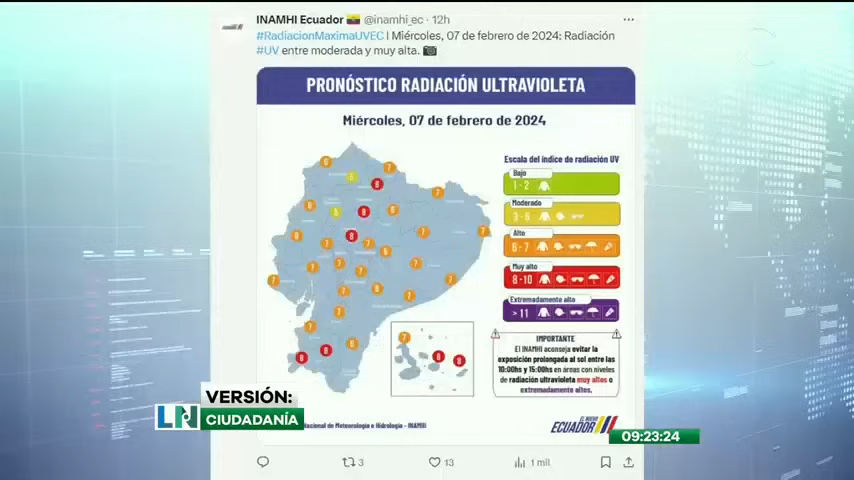 INAMHI Ecuador @inamhi_ec · 12h
#RadiacionMaximaUVEC | Miércoles, 07 de febrero de 2024: Radiación
#UV entre moderada y muy alta.
PRONÓSTICO RADIACIÓN ULTRAVIOLETA
Miércoles, 07 de febrero de 2024
Escala del índice de radiación UV
Bajo
1 - 2
Moderado
3 - 5
Alto
6 - 7
Muy alto
8 - 10
Extremadamente alto
> 11
IMPORTANTE
El INAMHI aconseja evitar la
exposición prolongada al sol entre las
10:00hs y 15:00hs en áreas con niveles
de radiación ultravioleta muy altos o
extremadamente altos.
Nacional de Meteorología e Hidrología - INAMHI
EL NUEVO
ECUADOR
VERSIÓN:
LN CIUDADANÍA
09:23:24
3
13
1 mil